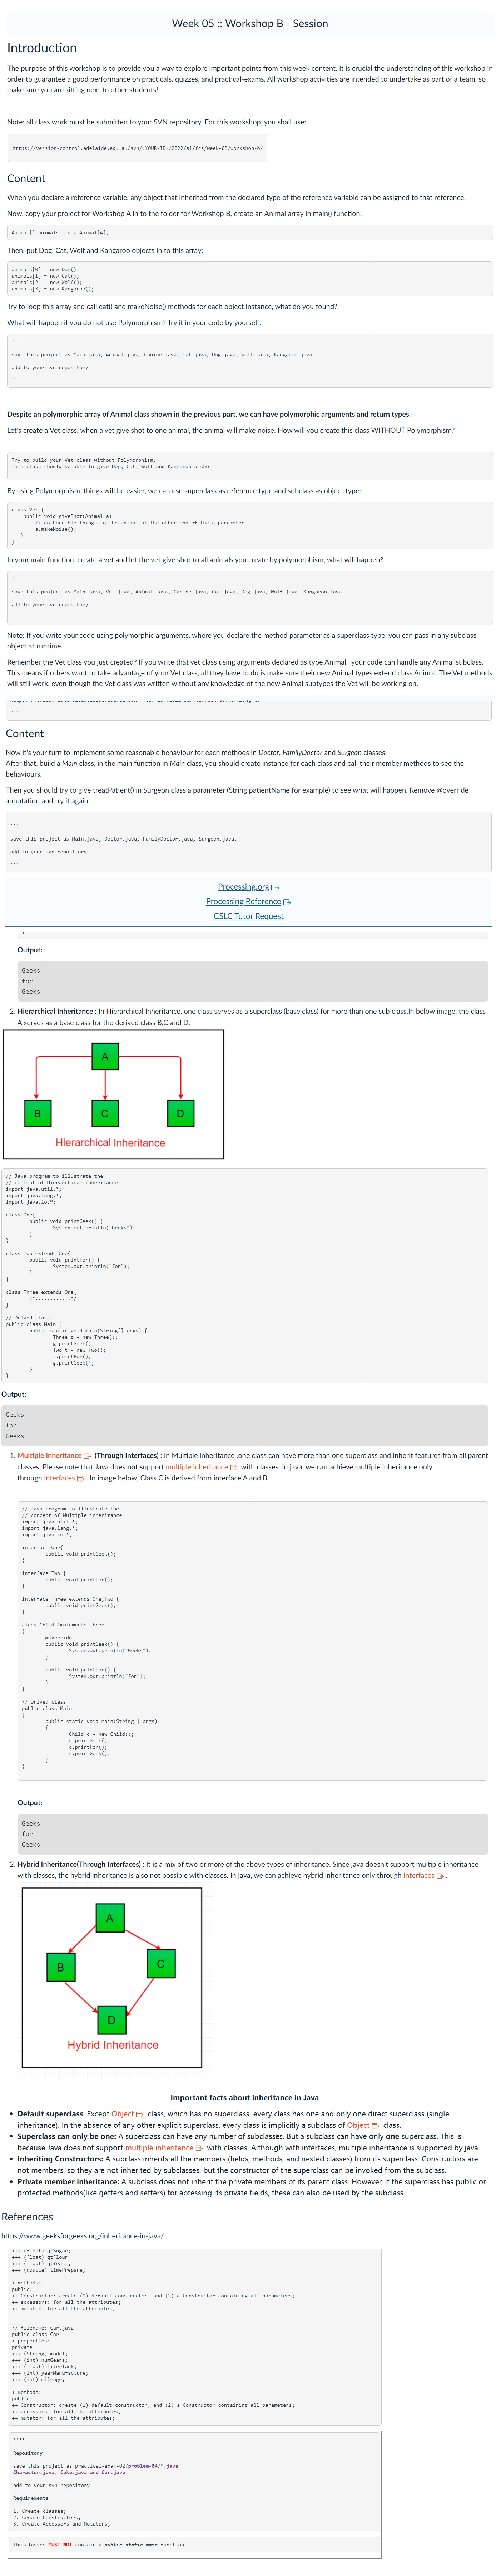 Week 05 :: Workshop B - Session
Introduction
The purpose of this workshop is to provide you a way to explore important points from this week content. It is crucial the understanding of this workshop in
order to guarantee a good performance on practicals, quizzes, and practical-exams. All workshop activities are intended to undertake as part of a team, so
make sure you are sitting next to other students!
Note: all class work must be submitted to your SVN repository. For this workshop, you shall use:
https://version-control.adelaide.edu.au/svn/<YOUR-ID>/2022/s1/fcs/week-05/workshop-b/
Content
When you declare a reference variable, any object that inherited from the declared type of the reference variable can be assigned to that reference.
Now, copy your project for Workshop A in to the folder for Workshop B, create an Animal array in main() function:
Animal[] animals = new Animal[4];
Then, put Dog, Cat, Wolf and Kangaroo objects in to this array:
animals[0] = new Dog();
animals[1] = new Cat();
animals[2] = new Wolf();
animals[3] = new Kangaroo();
Try to loop this array and call eat() and makeNoise() methods for each object instance, what do you found?
What will happen if you do not use Polymorphism? Try it in your code by yourself.
...
save this project as Main.java, Animal.java, Canine.java, Cat.java, Dog.java, Wolf.java, Kangaroo.java
add to your svn repository
...
Despite an polymorphic array of Animal class shown in the previous part, we can have polymorphic arguments and return types.
Let's create a Vet class, when a vet give shot to one animal, the animal will make noise. How will you create this class WITHOUT Polymorphism?
Try to build your Vet class without Polymorphism,
this class should be able to give Dog, Cat, Wolf and Kangaroo a shot
By using Polymorphism, things will be easier, we can use superclass as reference type and subclass as object type:
class Vet {
public void giveShot(Animal a) {
// do horrible things to the animal at the other end of the a parameter
a.makeNoise();
}
}
In your main function, create a vet and let the vet give shot to all animals you create by polymorphism, what will happen?
...
save this project as Main.java, Vet.java, Animal.java, Canine.java, Cat.java, Dog.java, Wolf.java, Kangaroo.java
add to your svn repository
...
Note: If you write your code using polymorphic arguments, where you declare the method parameter as a superclass type, you can pass in any subclass
object at runtime.
Remember the Vet class you just created? If you write that vet class using arguments declared as type Animal, your code can handle any Animal subclass.
This means if others want to take advantage of your Vet class, all they have to do is make sure their new Animal types extend class Animal. The Vet methods
will still work, even though the Vet class was written without any knowledge of the new Animal subtypes the Vet will be working on.
Content
Now it's your turn to implement some reasonable behaviour for each methods in Doctor, FamilyDoctor and Surgeon classes.
After that, build a Main class, in the main function in Main class, you should create instance for each class and call their member methods to see the
behaviours.
Then you should try to give treatPatient() in Surgeon class a parameter (String patientName for example) to see what will happen. Remove @override
annotation and try it again.
...
save this project as Main.java, Doctor.java, FamilyDoctor.java, Surgeon.java,
add to your svn repository
...
Processing.org
Processing Reference
CSLC Tutor Request
Output:
Geeks
for
Geeks
2. Hierarchical Inheritance : In Hierarchical Inheritance, one class serves as a superclass (base class) for more than one sub class.In below image, the class
A serves as a base class for the derived class B,C and D.
A
B C D
Hierarchical Inheritance
// Java program to illustrate the
// concept of Hierarchical inheritance
import java.util.*;
import java.lang.*;
import java.io.*;
class One{
public void printGeek() {
System.out.println("Geeks");
}
}
class Two extends One{
public void printFor() {
System.out.println("for");
}
}
class Three extends One{
/*............*/
}
// Drived class
public class Main {
public static void main(String[] args) {
Three g = new Three();
g.printGeek();
Two t = new Two();
t.printFor();
g.printGeek();
}
}
Output:
Geeks
for
Geeks
1. Multiple Inheritance (Through Interfaces) : In Multiple inheritance ,one class can have more than one superclass and inherit features from all parent
classes. Please note that Java does not support multiple inheritance with classes. In java, we can achieve multiple inheritance only
through Interfaces . In image below, Class C is derived from interface A and B.
// Java program to illustrate the
// concept of Multiple inheritance
import java.util.*;
import java.lang.*;
import java.io.*;
interface One{
public void printGeek();
}
interface Two {
public void printFor();
}
interface Three extends One,Two {
public void printGeek();
}
class Child implements Three
{
@Override
public void printGeek() {
System.out.println("Geeks");
}
public void printFor() {
System.out.println("for");
}
}
// Drived class
public class Main
{
public static void main(String[] args)
{
Child c = new Child();
c.printGeek();
c.printFor();
c.printGeek();
}
}
Output:
Geeks
for
Geeks
2. Hybrid Inheritance(Through Interfaces) : It is a mix of two or more of the above types of inheritance. Since java doesn't support multiple inheritance
with classes, the hybrid inheritance is also not possible with classes. In java, we can achieve hybrid inheritance only through Interfaces .
A
B C
D
Hybrid Inheritance
Important facts about inheritance in Java
• Default superclass: Except Object class, which has no superclass, every class has one and only one direct superclass (single
inheritance). In the absence of any other explicit superclass, every class is implicitly a subclass of Object class.
• Superclass can only be one: A superclass can have any number of subclasses. But a subclass can have only one superclass. This is
because Java does not support multiple inheritance with classes. Although with interfaces, multiple inheritance is supported by java.
• Inheriting Constructors: A subclass inherits all the members (fields, methods, and nested classes) from its superclass. Constructors are
not members, so they are not inherited by subclasses, but the constructor of the superclass can be invoked from the subclass.
• Private member inheritance: A subclass does not inherit the private members of its parent class. However, if the superclass has public or
protected methods(like getters and setters) for accessing its private fields, these can also be used by the subclass.
References
https://www.geeksforgeeks.org/inheritance-in-java/
+++ (float) qtSugar;
+++ (float) qtFlour
+++ (float) qtYeast;
+++ (double) timePrepare;
+ methods:
public:
++ Constructor: create (1) default constructor, and (2) a Constructor containing all parameters;
++ accessors: for all the attributes;
++ mutator: for all the attributes;
// filename: Car.java
public class Car
+ properties:
private:
+++ (String) model;
+++ (int) numGears;
+++ (float) literTank;
+++ (int) yearManufacture;
+++ (int) mileage;
+ methods:
public:
++ Constructor: create (1) default constructor, and (2) a Constructor containing all parameters;
++ accessors: for all the attributes;
++ mutator: for all the attributes;
....
Repository
save this project as practical-exam-02/problem-04/*.java
Character.java, Cake.java and Car.java
add to your svn repository
Requirements
1. Create classes;
2. Create Constructors;
3. Create Accessors and Mutators;
The classes MUST NOT contain a public static main function.